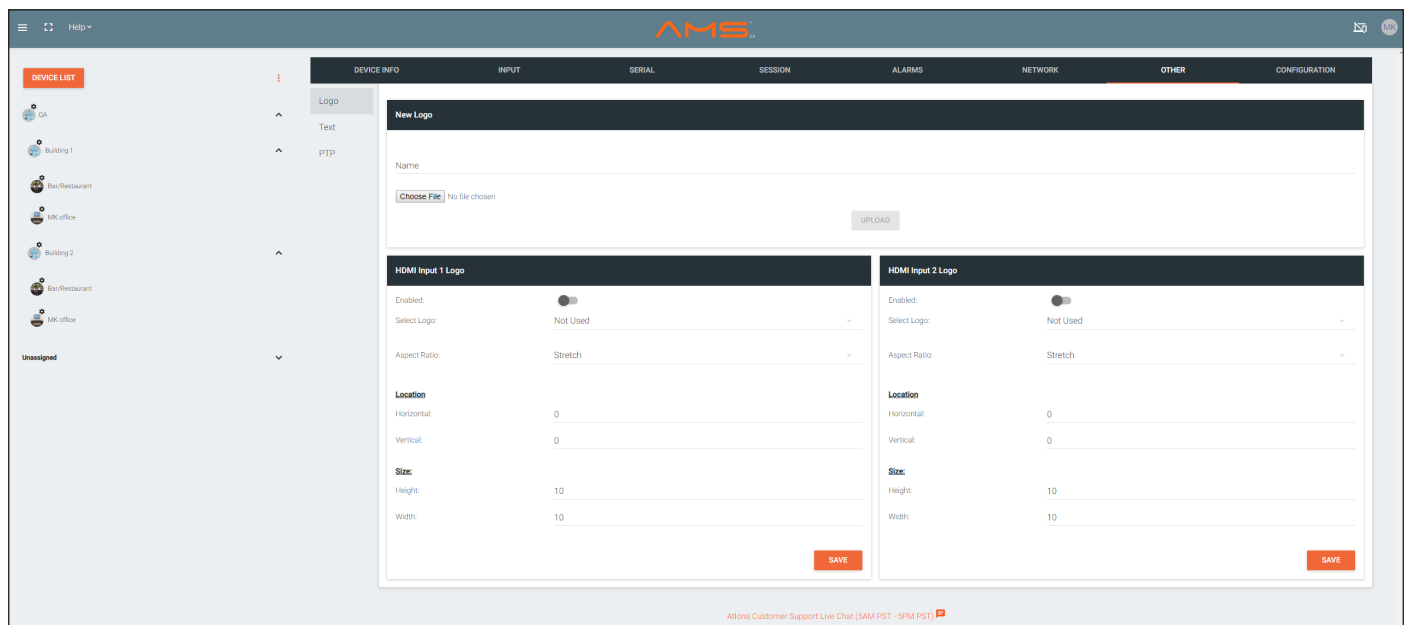 Help
AMS
MK
DEVICE LIST
QA
Building 1
Bar/Restaurant
MK office
Building 2
Bar/Restaurant
MK office
Unassigned
DEVICE INFO INPUT SERIAL SESSION ALARMS NETWORK OTHER CONFIGURATION
Logo
Text
PTP
New Logo
Name
Choose File No file chosen
UPLOAD
HDMI Input 1 Logo
Enabled:
Select Logo: Not Used
Aspect Ratio: Stretch
Location
Horizontal: 0
Vertical: 0
Size:
Height: 10
Width: 10
SAVE
HDMI Input 2 Logo
Enabled:
Select Logo: Not Used
Aspect Ratio: Stretch
Location
Horizontal: 0
Vertical: 0
Size:
Height: 10
Width: 10
SAVE
Atlona Customer Support Live Chat (5AM PST - 5PM PST)